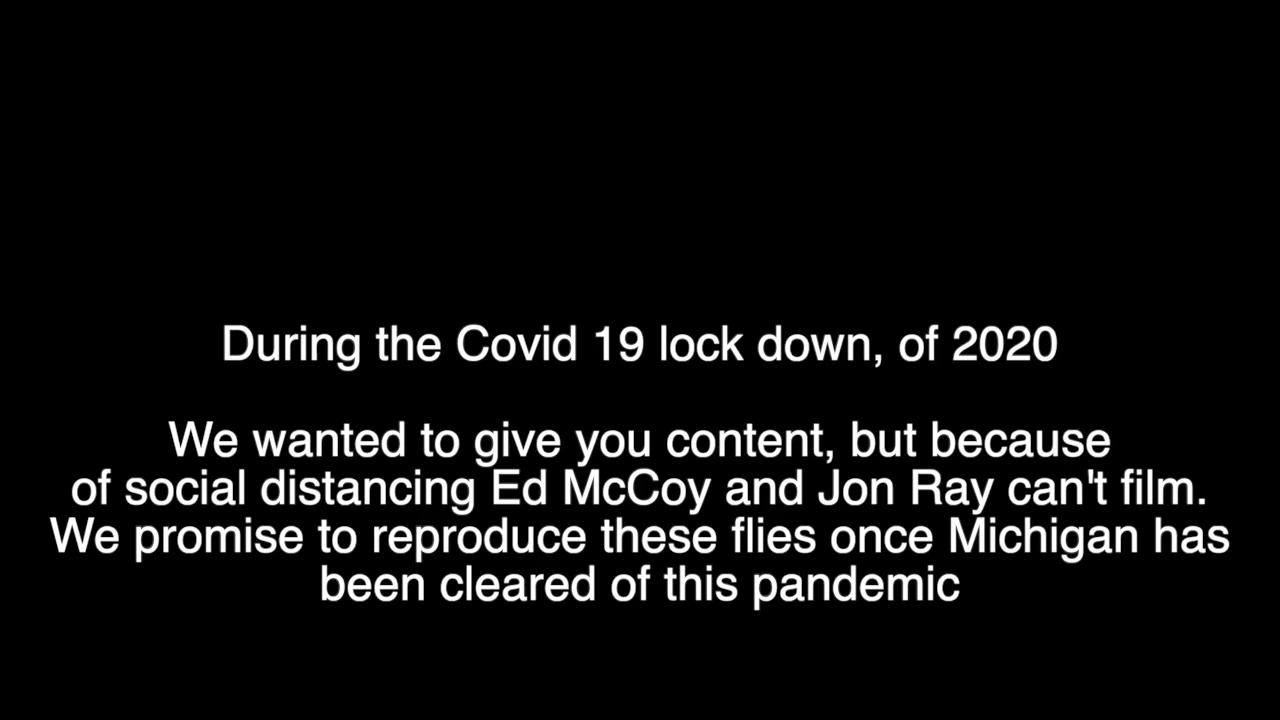 During the Covid 19 lock down, of 2020
We wanted to give you content, but because
of social distancing Ed McCoy and Jon Ray can't film.
We promise to reproduce these flies once Michigan has
been cleared of this pandemic